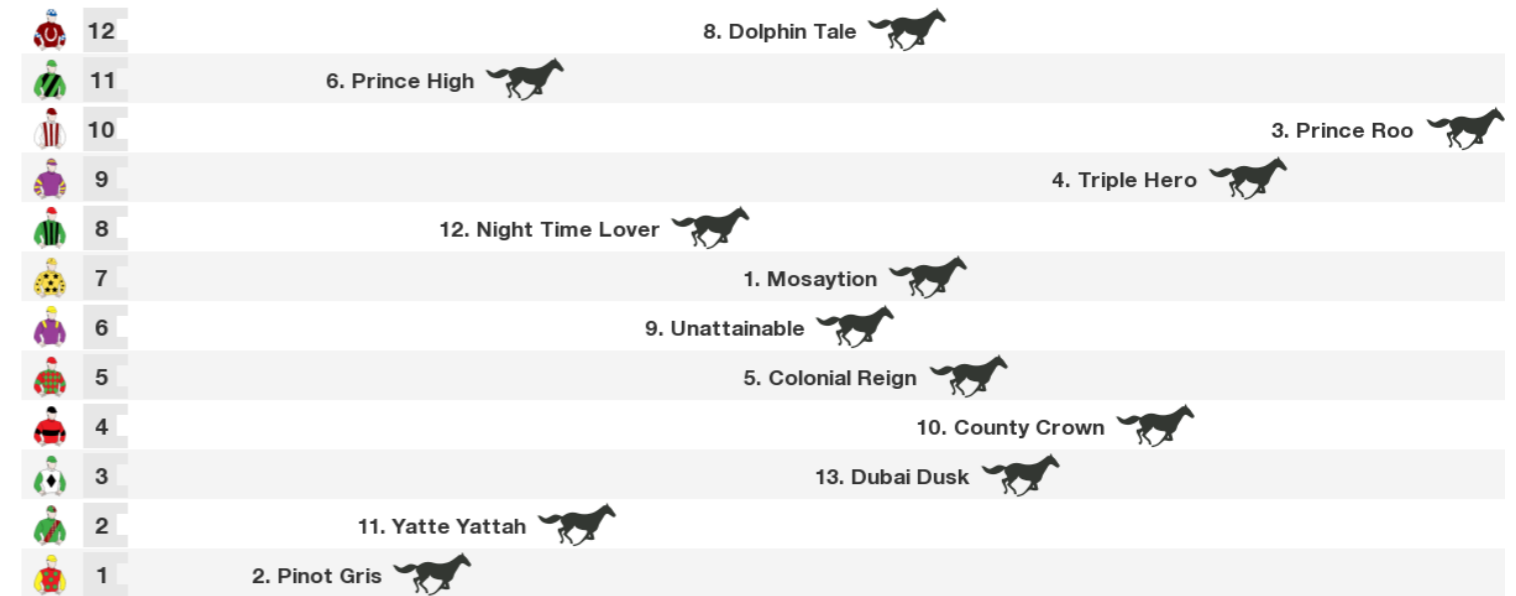 12 8. Dolphin Tale
11 6. Prince High
10 3. Prince Roo
9 4. Triple Hero
8 12. Night Time Lover
7 1. Mosaytion
6 9. Unattainable
5 5. Colonial Reign
4 10. County Crown
3 13. Dubai Dusk
2 11. Yatte Yattah
1 2. Pinot Gris